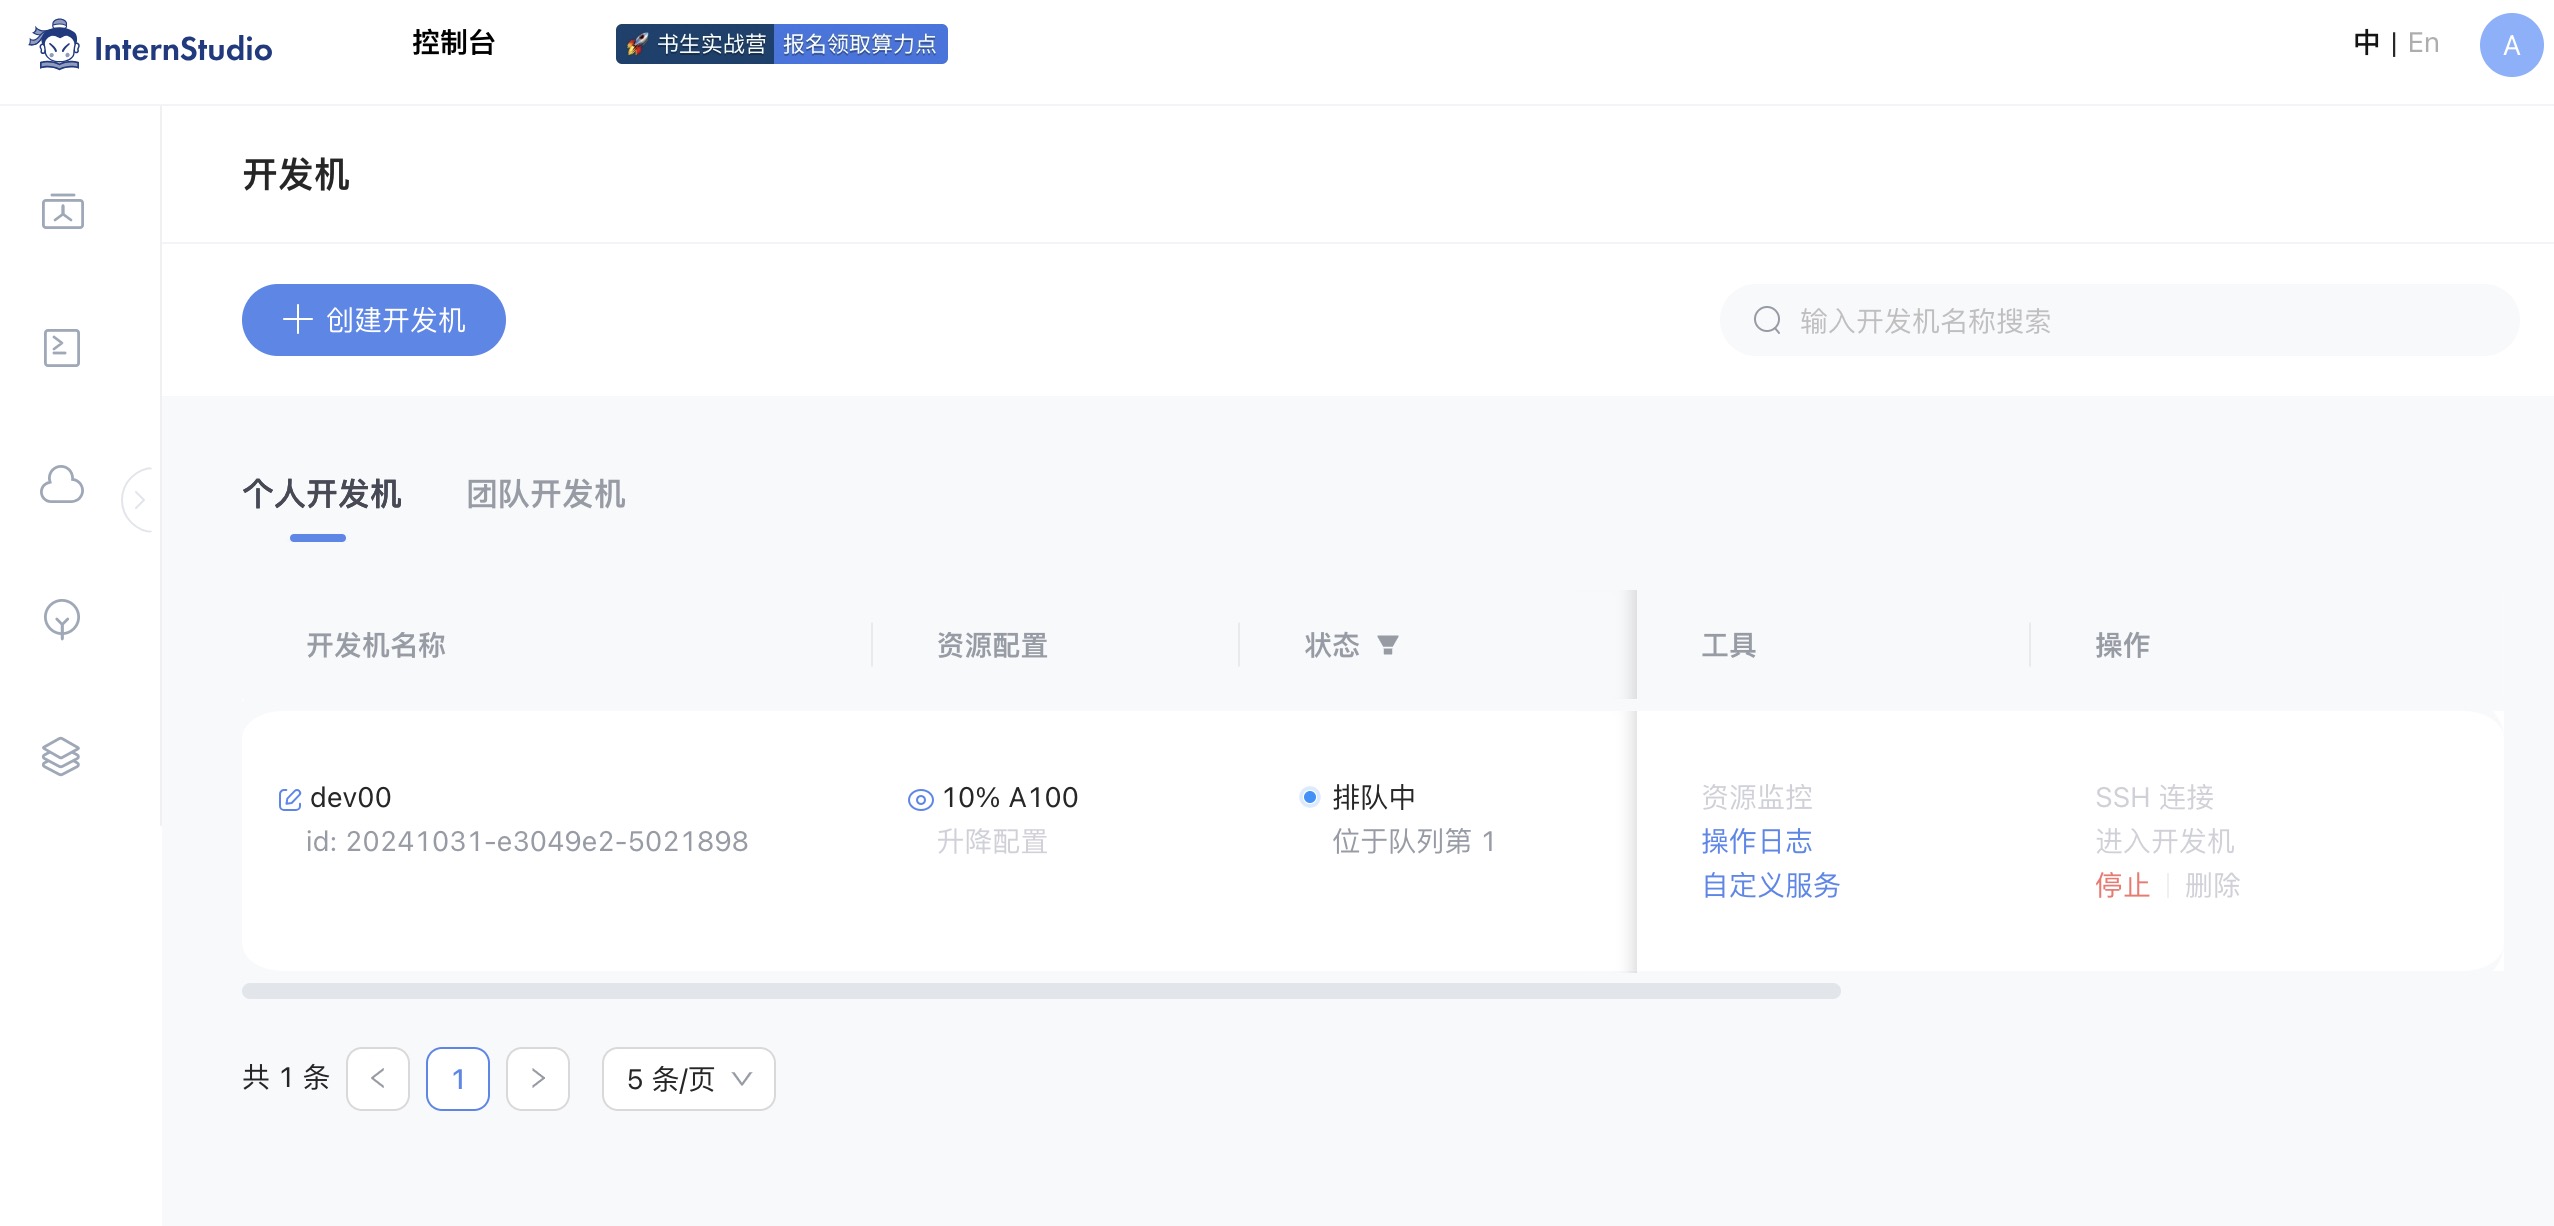 InternStudio
控制台
🚀 书生实战营 报名领取算力点
中 | En
A
开发机
创建开发机
输入开发机名称搜索
个人开发机 团队开发机
开发机名称 资源配置 状态 工具 操作
dev00 10% A100 排队中 资源监控 SSH 连接
id: 20241031-e3049e2-5021898 升降配置 位于队列第 1 操作日志 进入开发机
自定义服务 停止 | 删除
共 1 条 < 1 > 5 条/页